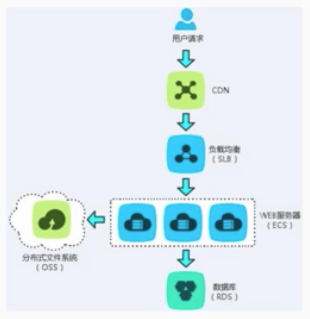 用户请求
CDN
负载均衡
（SLB）
WEB服务器
（ECS）
分布式文件系统
（OSS）
数据库
（RDS）